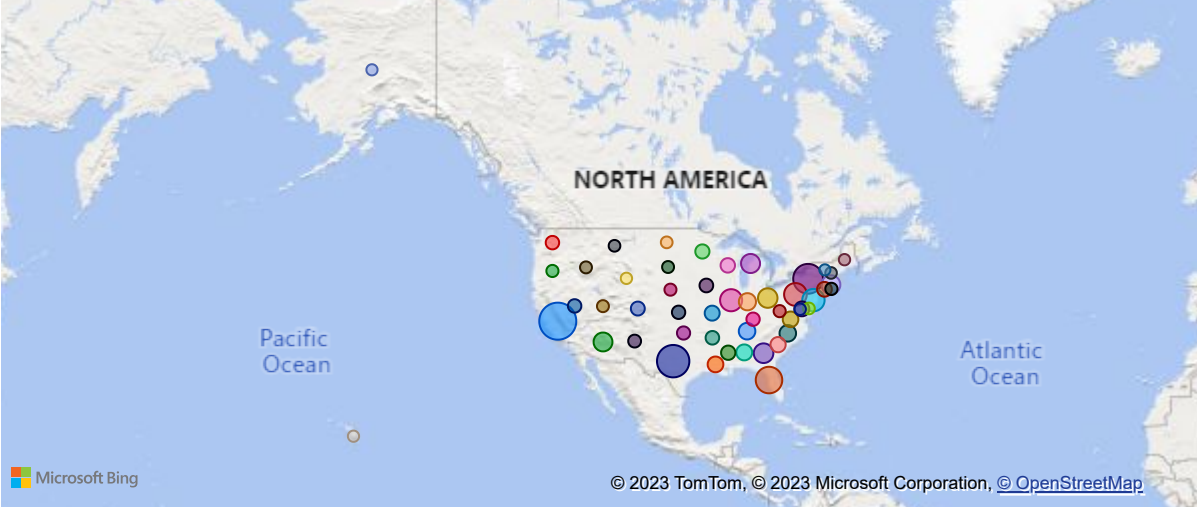 NORTH AMERICA
Pacific
Ocean
Atlantic
Ocean
Microsoft Bing
© 2023 TomTom, © 2023 Microsoft Corporation, © OpenStreetMap